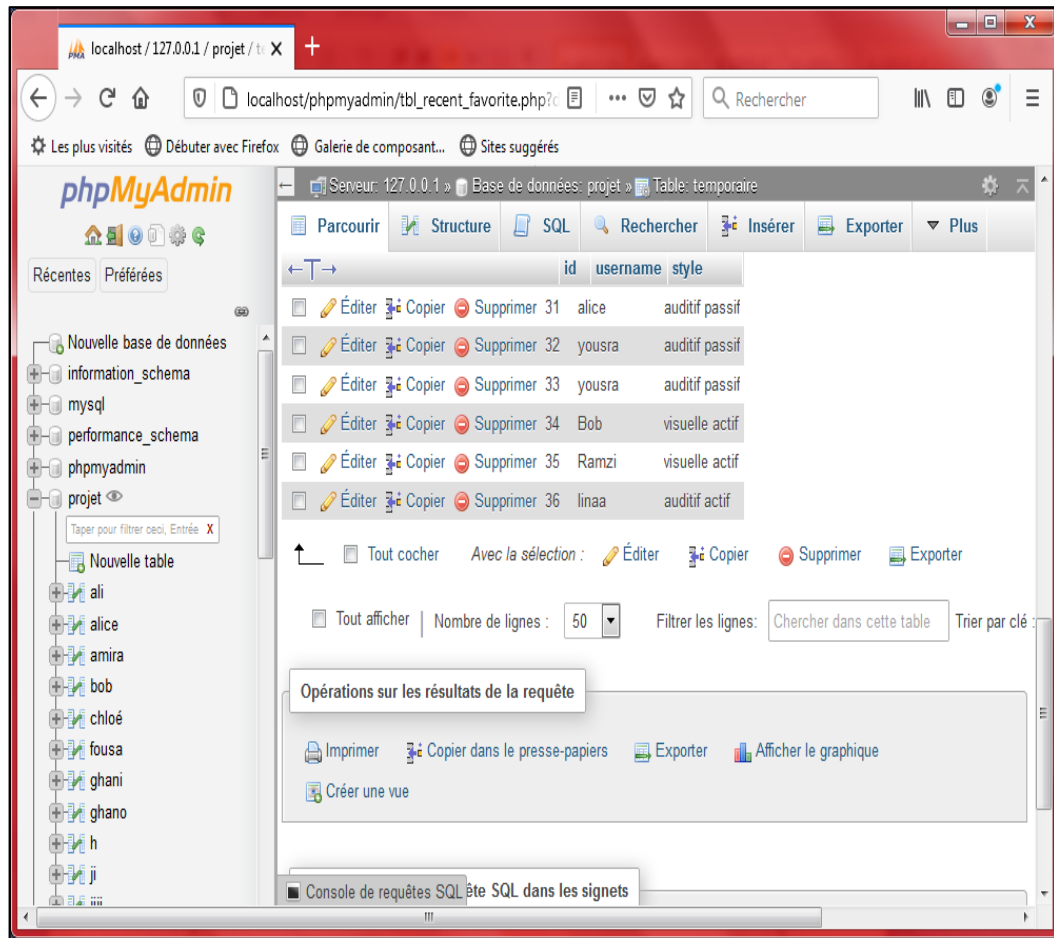 localhost / 127.0.0.1 / projet / te
localhost/phpmyadmin/tbl_recent_favorite.php?
Rechercher
Les plus visités Débuter avec Firefox Galerie de composant... Sites suggérés
phpMyAdmin
Récentes Préférées
Nouvelle base de données
information_schema
mysql
performance_schema
phpmyadmin
projet
Taper pour filtrer ceci, Entrée X
Nouvelle table
ali
alice
amira
bob
chloé
fousa
ghani
ghano
h
ji
jiji
Serveur: 127.0.0.1 » Base de données: projet » Table: temporaire
Parcourir Structure SQL Rechercher Insérer Exporter Plus
id username style
Éditer Copier Supprimer 31 alice auditif passif
Éditer Copier Supprimer 32 yousra auditif passif
Éditer Copier Supprimer 33 yousra auditif passif
Éditer Copier Supprimer 34 Bob visuelle actif
Éditer Copier Supprimer 35 Ramzi visuelle actif
Éditer Copier Supprimer 36 linaa auditif actif
Tout cocher Avec la sélection : Éditer Copier Supprimer Exporter
Tout afficher Nombre de lignes : 50 Filtrer les lignes: Chercher dans cette table Trier par clé :
Opérations sur les résultats de la requête
Imprimer Copier dans le presse-papiers Exporter Afficher le graphique
Créer une vue
Console de requêtes SQL ête SQL dans les signets